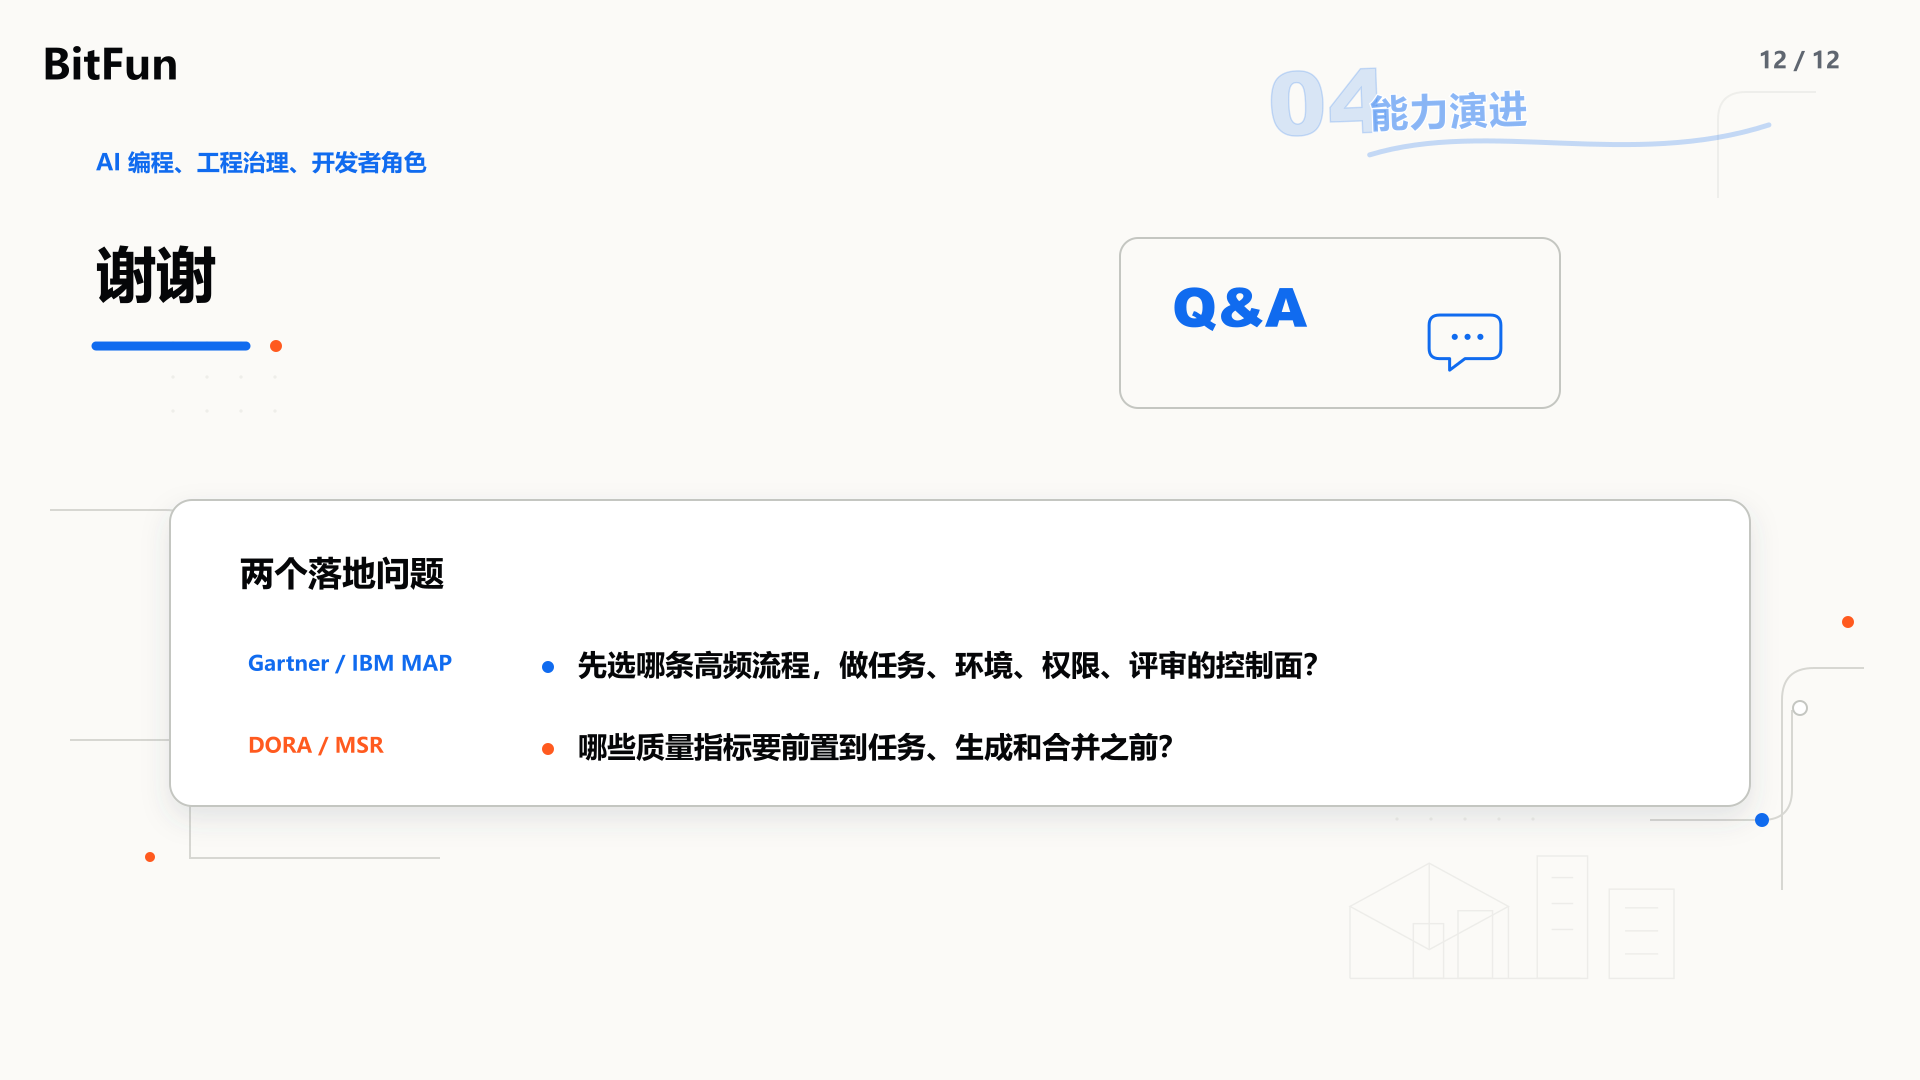 BitFun
12 / 12
04 能力演进
AI 编程、工程治理、开发者角色
谢谢
Q&A
两个落地问题
Gartner / IBM MAP
先选哪条高频流程，做任务、环境、权限、评审的控制面?
DORA / MSR
哪些质量指标要前置到任务、生成和合并之前?